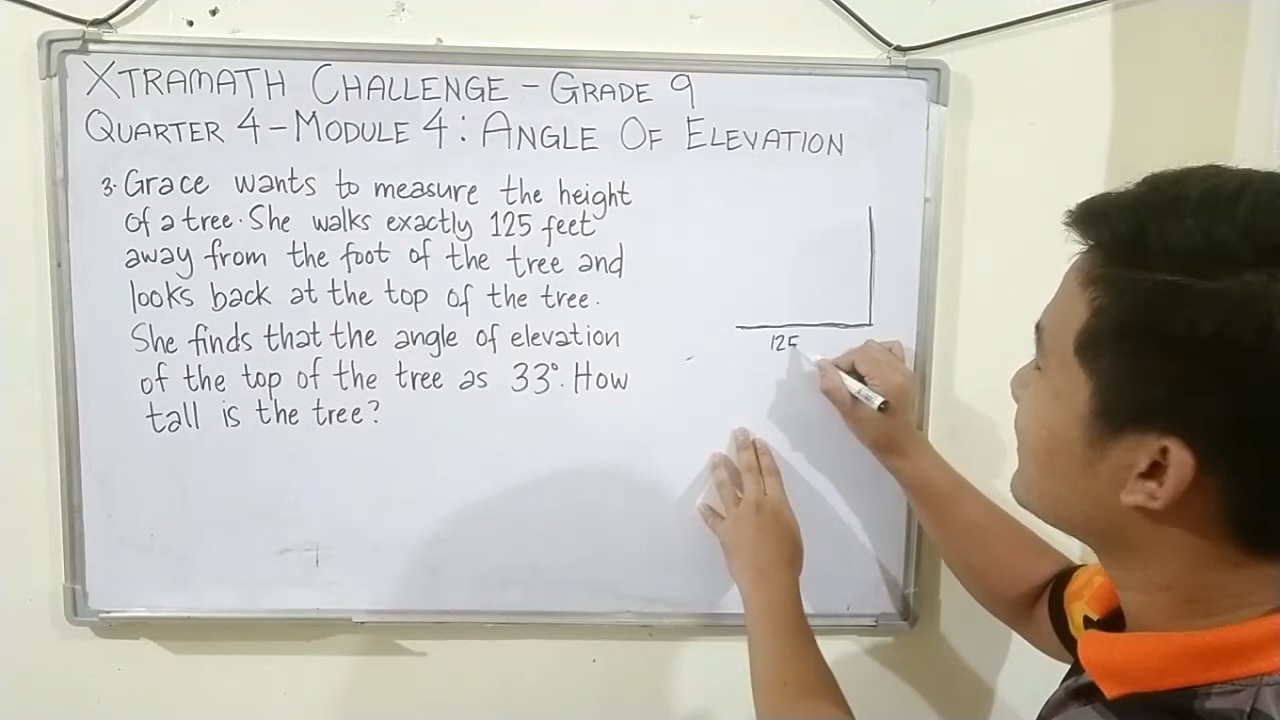 XTRAMATH CHALLENGE - GRADE 9
QUARTER 4 - MODULE 4: ANGLE OF ELEVATION
3. Grace wants to measure the height
of a tree. She walks exactly 125 feet
away from the foot of the tree and
looks back at the top of the tree.
She finds that the angle of elevation
of the top of the tree as 33°. How
tall is the tree?
125